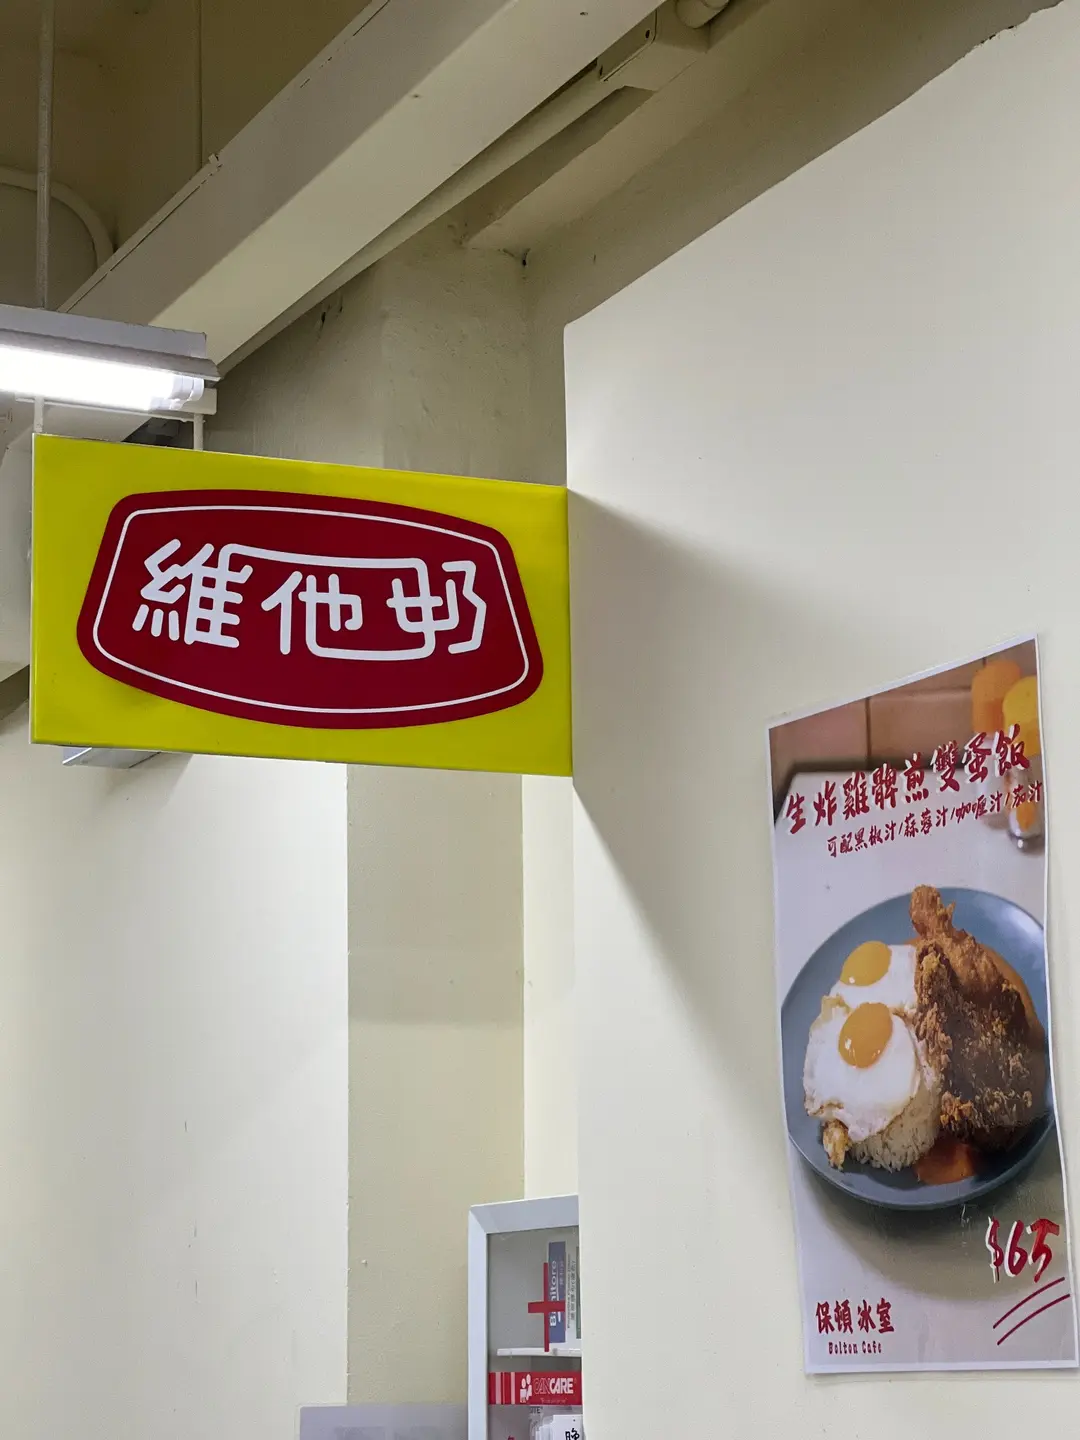 維他奶
生炸雞髀煎雙蛋飯
可配黑椒汁/蒜蓉汁/咖喱汁/茄汁
$65
保頓冰室
Bolton Cafe
CANCARE